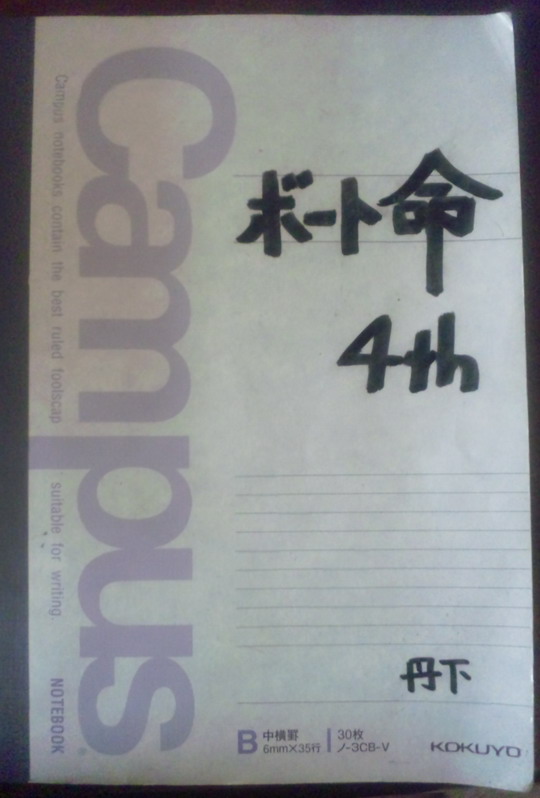 Campus
Campus notebooks contain the best ruled foolscap suitable for writing
NOTEBOOK
ボート命
4th
丹下
B 中横罫 30枚
6mm×35行 ノ-3CB-V
KOKUYO